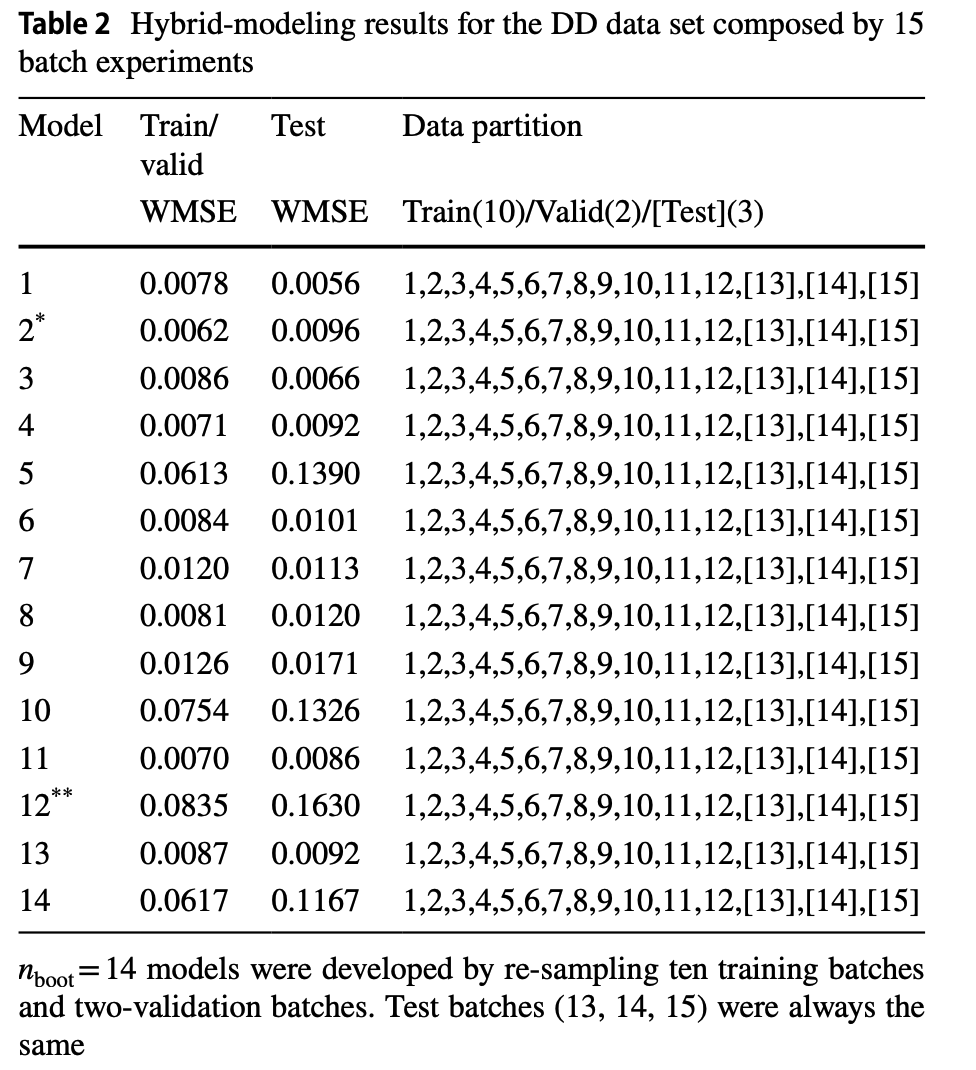 Table 2 Hybrid-modeling results for the DD data set composed by 15
batch experiments
Model Train/ Test Data partition
valid
WMSE WMSE Train(10)/Valid(2)/[Test](3)
1 0.0078 0.0056 1,2,3,4,5,6,7,8,9,10,11,12,[13],[14],[15]
2* 0.0062 0.0096 1,2,3,4,5,6,7,8,9,10,11,12,[13],[14],[15]
3 0.0086 0.0066 1,2,3,4,5,6,7,8,9,10,11,12,[13],[14],[15]
4 0.0071 0.0092 1,2,3,4,5,6,7,8,9,10,11,12,[13],[14],[15]
5 0.0613 0.1390 1,2,3,4,5,6,7,8,9,10,11,12,[13],[14],[15]
6 0.0084 0.0101 1,2,3,4,5,6,7,8,9,10,11,12,[13],[14],[15]
7 0.0120 0.0113 1,2,3,4,5,6,7,8,9,10,11,12,[13],[14],[15]
8 0.0081 0.0120 1,2,3,4,5,6,7,8,9,10,11,12,[13],[14],[15]
9 0.0126 0.0171 1,2,3,4,5,6,7,8,9,10,11,12,[13],[14],[15]
10 0.0754 0.1326 1,2,3,4,5,6,7,8,9,10,11,12,[13],[14],[15]
11 0.0070 0.0086 1,2,3,4,5,6,7,8,9,10,11,12,[13],[14],[15]
12** 0.0835 0.1630 1,2,3,4,5,6,7,8,9,10,11,12,[13],[14],[15]
13 0.0087 0.0092 1,2,3,4,5,6,7,8,9,10,11,12,[13],[14],[15]
14 0.0617 0.1167 1,2,3,4,5,6,7,8,9,10,11,12,[13],[14],[15]
nboot = 14 models were developed by re-sampling ten training batches
and two-validation batches. Test batches (13, 14, 15) were always the
same